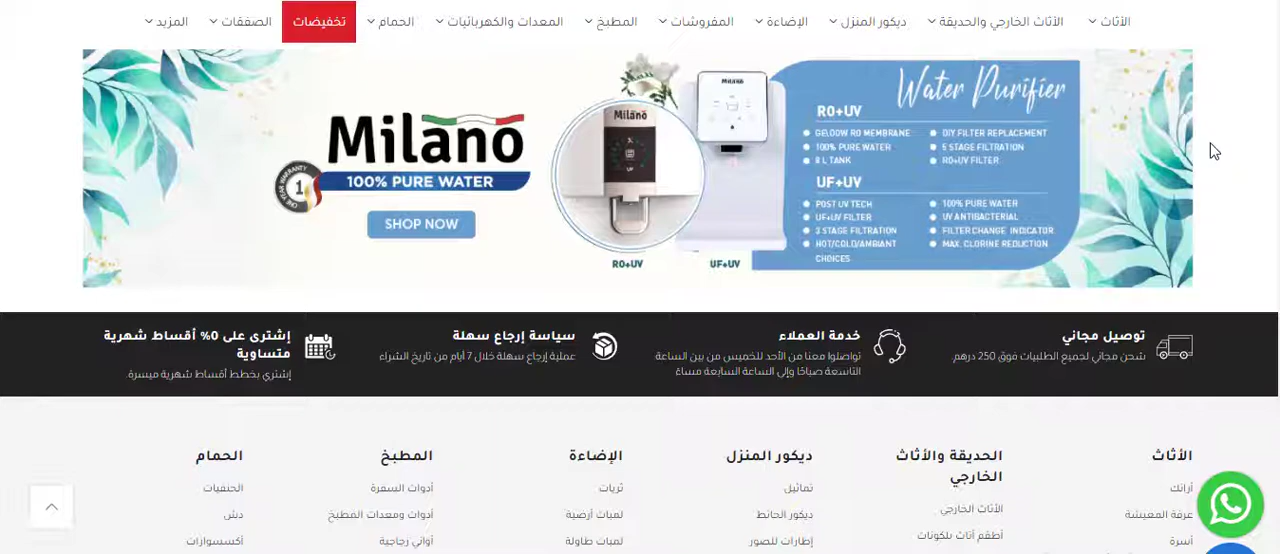 الأثاث
الأثاث الخارجي والحديقة
ديكور المنزل
الإضاءة
المفروشات
المطبخ
المعدات والكهربائيات
الحمام
تخفيضات
الصفقات
المزيد
Milano
100% PURE WATER
ONE YEAR WARRANTY
1
SHOP NOW
Milano
UV
RO+UV
Milano
UF+UV
Water Purifier
RO+UV
100% PURE WATER
8 L TANK
DIY FILTER REPLACEMENT
5 STAGE FILTRATION
RO+UV FILTER
UF+UV
POST UV TECH
UF+UV FILTER
3 STAGE FILTRATION
HOT/COLD/AMBIANT
CHOICES
100% PURE WATER
UV ANTIBACTERIAL
FILTER CHANGE INDICATOR
MAX. CLORINE REDUCTION
توصيل مجاني
شحن مجاني لجميع الطلبيات فوق 250 درهم.
خدمة العملاء
تواصلوا معنا من الأحد للخميس من بين الساعة
التاسعة صباحًا وإلى الساعة السابعة مساءً
سياسة إرجاع سهلة
عملية إرجاع سهلة خلال 7 أيام من تاريخ الشراء
إشترى على 0% أقساط شهرية
متساوية
إشتري بخطط أقساط شهرية ميسرة.
الأثاث
أرائك
غرفة المعيشة
أسرة
الحديقة والأثاث
الخارجي
الأثاث الخارجي
أطقم أثاث بلكونات
ديكور المنزل
تماثيل
ديكور الحائط
إطارات للصور
الإضاءة
ثريات
لمبات أرضية
لمبات طاولة
المطبخ
أدوات السفرة
أدوات ومعدات المطبخ
أواني زجاجية
الحمام
الحنفيات
دش
أكسسوارات